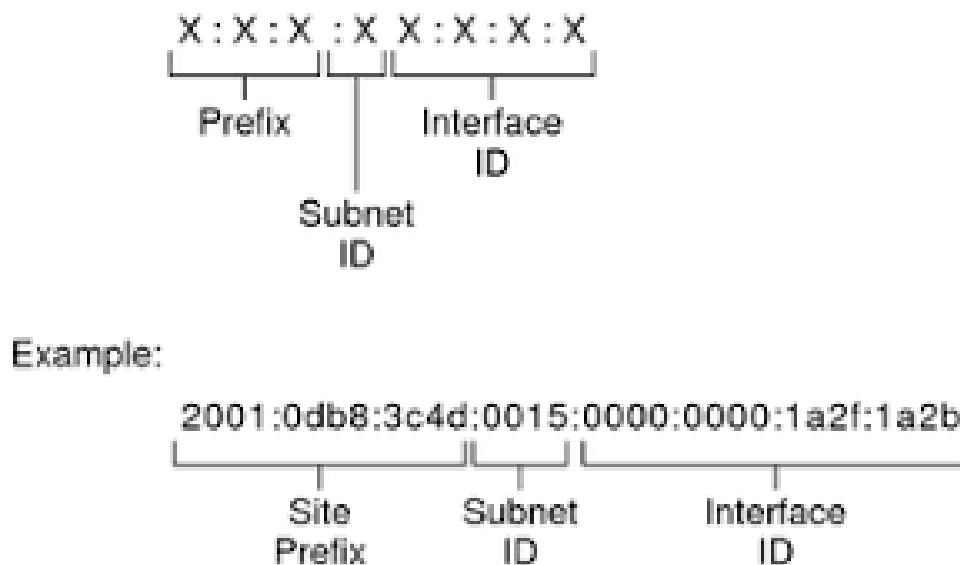 X : X : X : X X : X : X : X
Prefix
Interface
ID
Subnet
ID
Example:
2001:0db8:3c4d:0015:0000:0000:1a2f:1a2b
Site
Prefix
Subnet
ID
Interface
ID